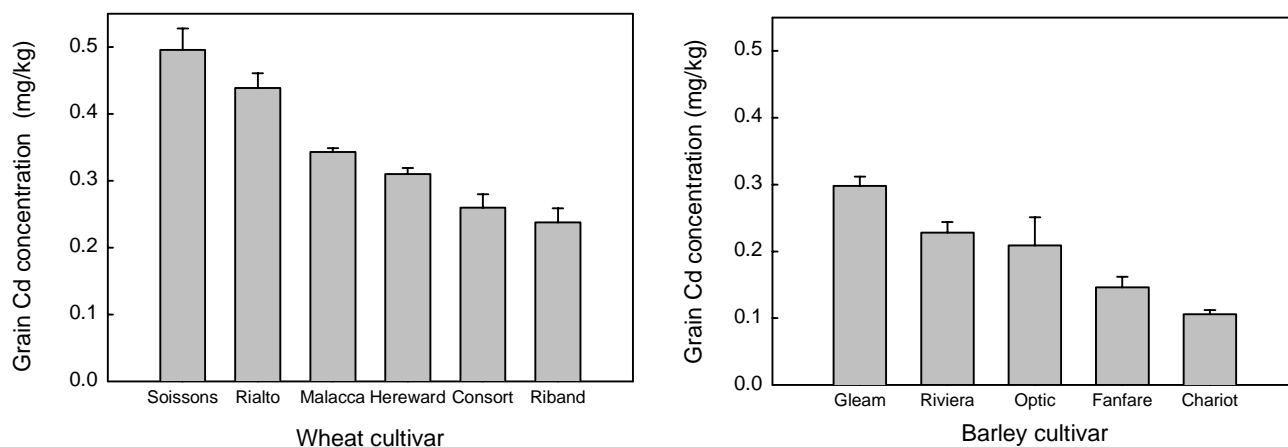 Grain Cd concentration (mg/kg)
0.5
0.4
0.3
0.2
0.1
0.0
Soissons Rialto Malacca Hereward Consort Riband
Wheat cultivar
Grain Cd concentration (mg/kg)
0.5
0.4
0.3
0.2
0.1
0.0
Gleam Riviera Optic Fanfare Chariot
Barley cultivar